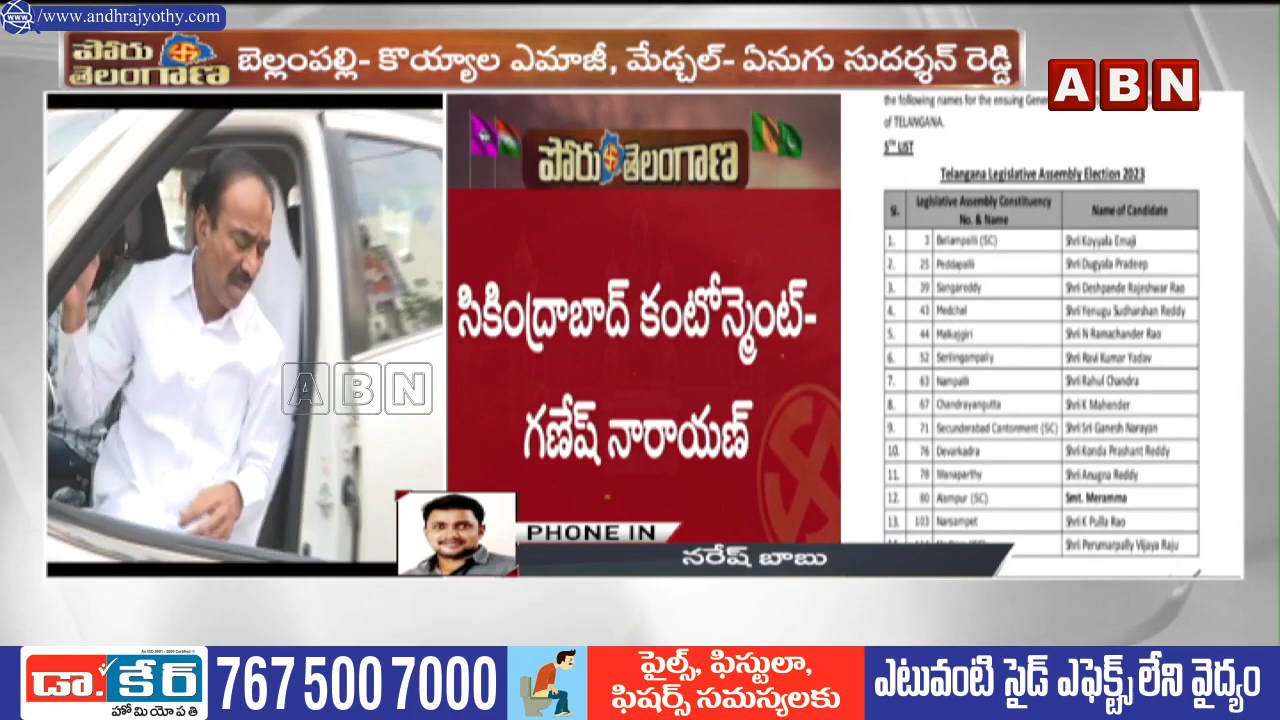 //www.andhrajyothy.com/
పోరు
తెలంగాణ
బెల్లంపల్లి- కొయ్యాల ఎమాజీ, మేడ్చల్- ఏనుగు సుదర్శన్ రెడ్డి
ABN
పోరు తెలంగాణ
సికింద్రాబాద్ కంటోన్మెంట్-
గణేష్ నారాయణ్
ABN
PHONE IN
నరేష్ బాబు
the following names for the ensuing Gener
of TELANGANA.
5TH LIST
Telangana Legislative Assembly Election 2023
Sl. Legislative Assembly Constituency No. & Name Name of Candidate
1. 3 Bellampalli (SC) Shri Koyyala Emaji
2. 25 Peddapalli Shri Dugyala Pradeep
3. 39 Sangareddy Shri Deshpande Rajeshwar Rao
4. 43 Medchal Shri Yenugu Sudharshan Reddy
5. 44 Malkajgiri Shri N Ramachander Rao
6. 52 Serilingampally Shri Ravi Kumar Yadav
7. 63 Nampalli Shri Rahul Chandra
8. 67 Chandrayangutta Shri K Mahender
9. 71 Secunderabad Cantonment (SC) Shri Sri Ganesh Narayan
10. 76 Devarkadra Shri Konda Prashant Reddy
11. 78 Wanaparthy Shri Anugna Reddy
12. 80 Alampur (SC) Smt. Meramma
13. 103 Narsampet Shri K Pulla Rao
Shri Perumarpally Vijaya Raju
An ISO 9001 : 2008 Certified Co
డా.కేర్
హోమియోపతి
767 500 7000
పైల్స్, ఫిస్టులా,
ఫిషర్స్ సమస్యలకు
ఎటువంటి సైడ్ ఎఫెక్ట్స్ లేని వైద్యం